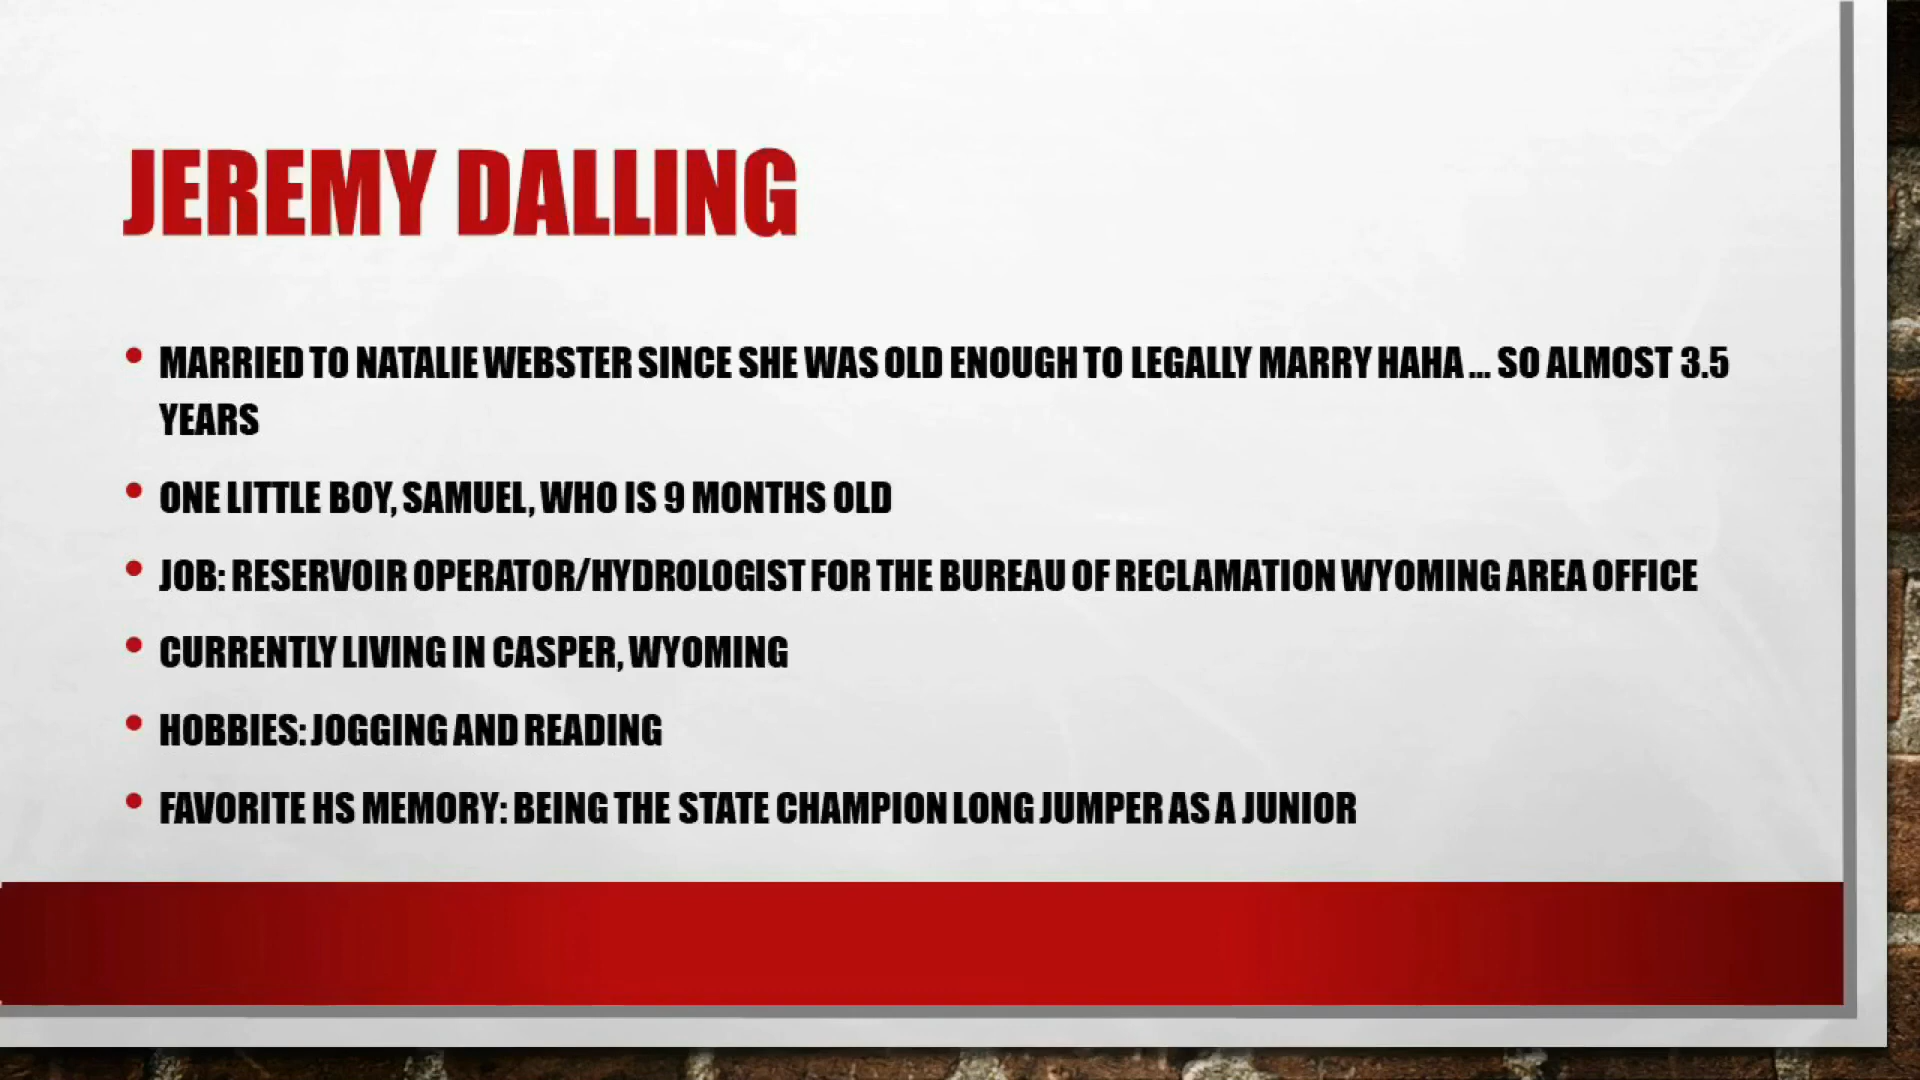 JEREMY DALLING
• MARRIED TO NATALIE WEBSTER SINCE SHE WAS OLD ENOUGH TO LEGALLY MARRY HAHA ... SO ALMOST 3.5
YEARS
• ONE LITTLE BOY, SAMUEL, WHO IS 9 MONTHS OLD
• JOB: RESERVOIR OPERATOR/HYDROLOGIST FOR THE BUREAU OF RECLAMATION WYOMING AREA OFFICE
• CURRENTLY LIVING IN CASPER, WYOMING
• HOBBIES: JOGGING AND READING
• FAVORITE HS MEMORY: BEING THE STATE CHAMPION LONG JUMPER AS A JUNIOR